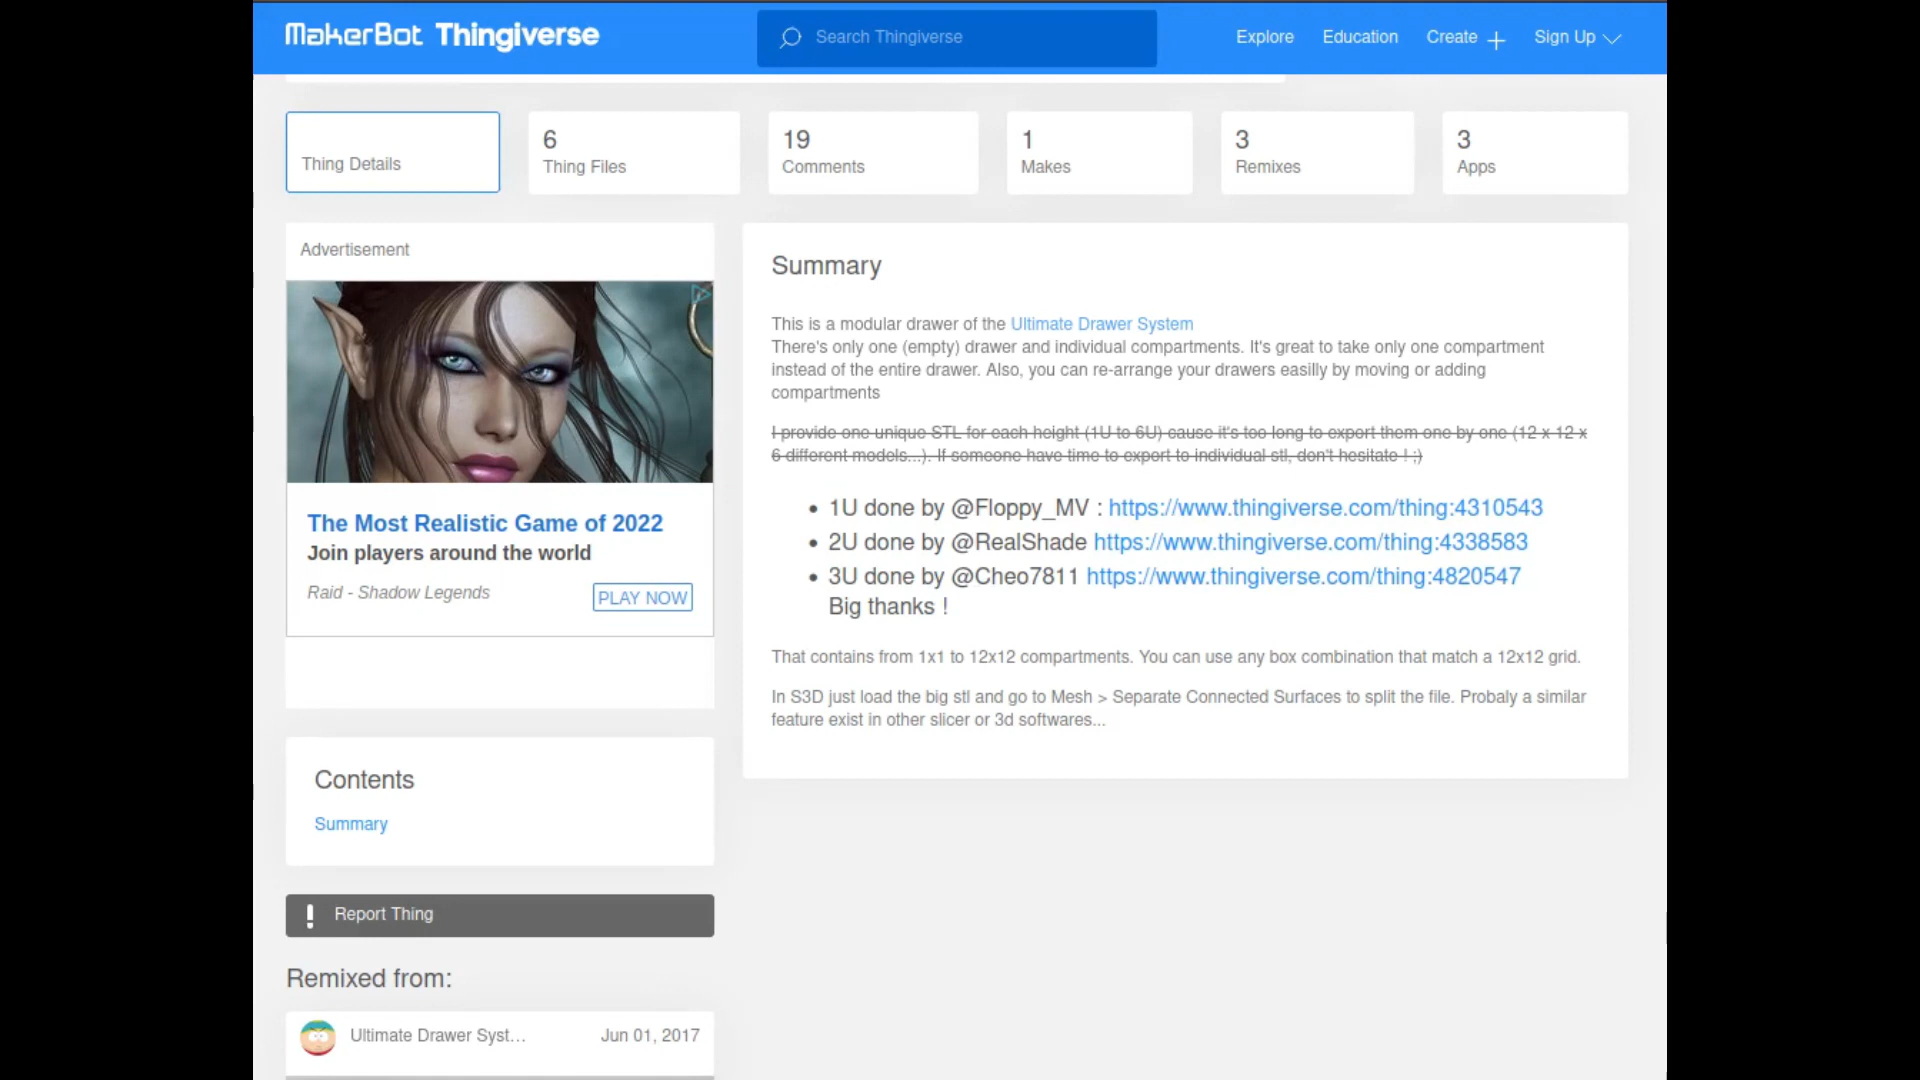 MakerBot Thingiverse
Search Thingiverse
Explore
Education
Create
Sign Up
Thing Details
6
Thing Files
19
Comments
1
Makes
3
Remixes
3
Apps
Advertisement
The Most Realistic Game of 2022
Join players around the world
Raid - Shadow Legends
PLAY NOW
Contents
Summary
Report Thing
Remixed from:
Ultimate Drawer Syst...
Jun 01, 2017
Summary
This is a modular drawer of the Ultimate Drawer System
There's only one (empty) drawer and individual compartments. It's great to take only one compartment
instead of the entire drawer. Also, you can re-arrange your drawers easilly by moving or adding
compartments
I provide one unique STL for each height (1U to 6U) cause it's too long to export them one by one (12 x 12 x
6 different models...). If someone have time to export to individual stl, don't hesitate ! ;)
• 1U done by @Floppy_MV : https://www.thingiverse.com/thing:4310543
• 2U done by @RealShade https://www.thingiverse.com/thing:4338583
• 3U done by @Cheo7811 https://www.thingiverse.com/thing:4820547
Big thanks !
That contains from 1x1 to 12x12 compartments. You can use any box combination that match a 12x12 grid.
In S3D just load the big stl and go to Mesh > Separate Connected Surfaces to split the file. Probaly a similar
feature exist in other slicer or 3d softwares...